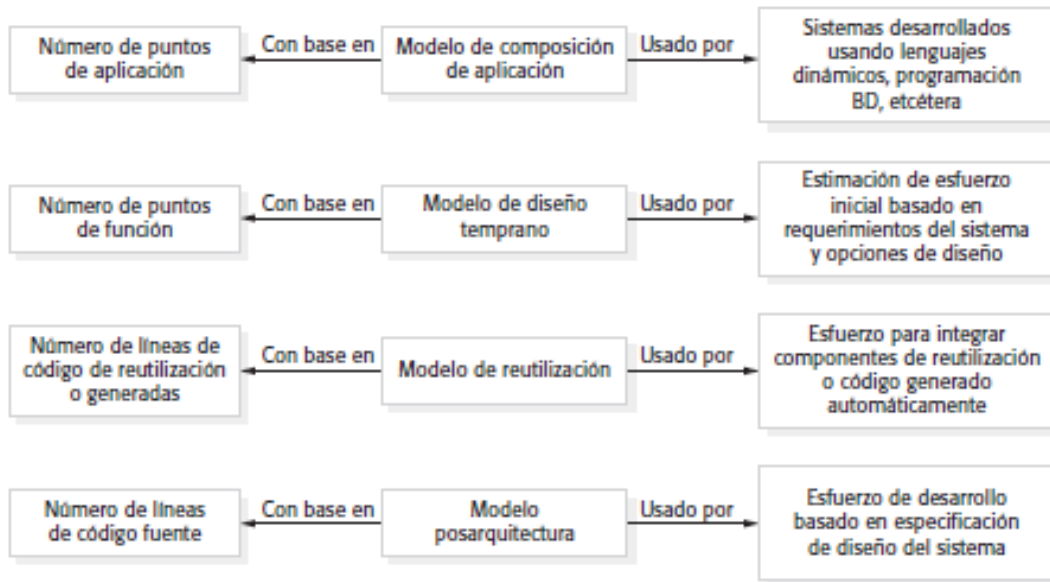 Número de puntos
de aplicación
Con base en
Modelo de composición
de aplicación
Usado por
Sistemas desarrollados
usando lenguajes
dinámicos, programación
BD, etcétera
Número de puntos
de función
Con base en
Modelo de diseño
temprano
Usado por
Estimación de esfuerzo
inicial basado en
requerimientos del sistema
y opciones de diseño
Número de líneas de
código de reutilización
o generadas
Con base en
Modelo de reutilización
Usado por
Esfuerzo para integrar
componentes de reutilización
o código generado
automáticamente
Número de líneas
de código fuente
Con base en
Modelo
posarquitectura
Usado por
Esfuerzo de desarrollo
basado en especificación
de diseño del sistema